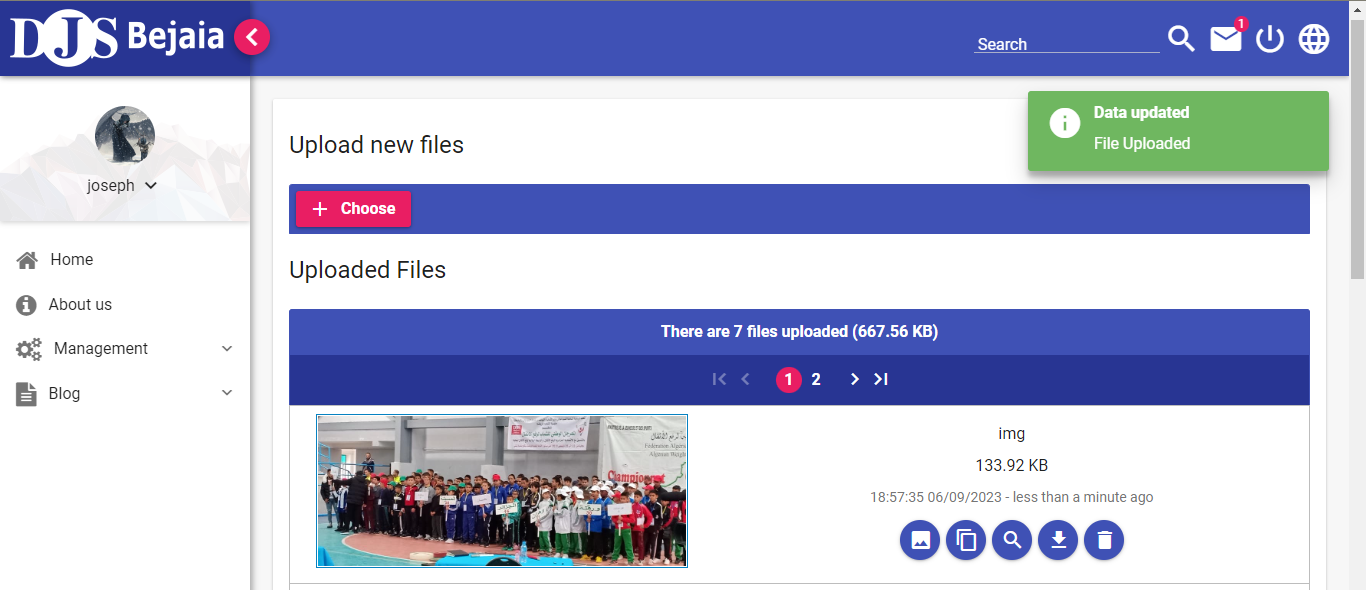 DJS Bejaia
Search
1
Data updated
File Uploaded
joseph
Home
About us
Management
Blog
Upload new files
Choose
Uploaded Files
There are 7 files uploaded (667.56 KB)
1 2
Championnat
img
133.92 KB
18:57:35 06/09/2023 - less than a minute ago